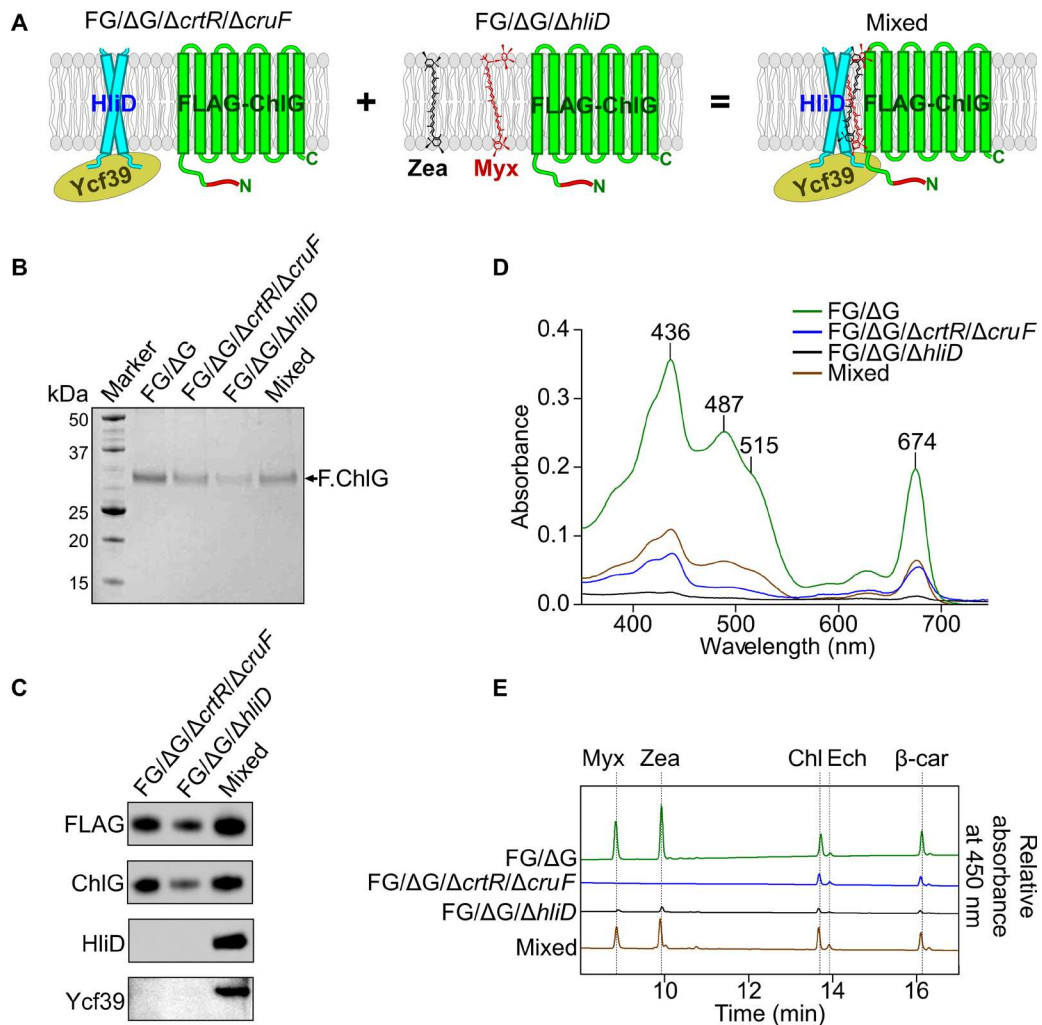 A
FG/ΔG/ΔcrtR/ΔcruF
FG/ΔG/ΔhliD
Mixed
HliD
FLAG-ChlG
Ycf39
N
C
+
Zea
Myx
FLAG-ChlG
N
C
=
HliD
FLAG-ChlG
Ycf39
N
C
B
kDa
Marker
FG/ΔG
FG/ΔG/ΔcrtR/ΔcruF
FG/ΔG/ΔhliD
Mixed
50
37
25
20
15
F.ChlG
C
FG/ΔG/ΔcrtR/ΔcruF
FG/ΔG/ΔhliD
Mixed
FLAG
ChlG
HliD
Ycf39
D
FG/ΔG
FG/ΔG/ΔcrtR/ΔcruF
FG/ΔG/ΔhliD
Mixed
436
487
515
674
Absorbance
0.4
0.3
0.2
0.1
0.0
400
500
600
700
Wavelength (nm)
E
Myx
Zea
Chl
Ech
β-car
FG/ΔG
FG/ΔG/ΔcrtR/ΔcruF
FG/ΔG/ΔhliD
Mixed
Relative
absorbance
at 450 nm
10
12
14
16
Time (min)